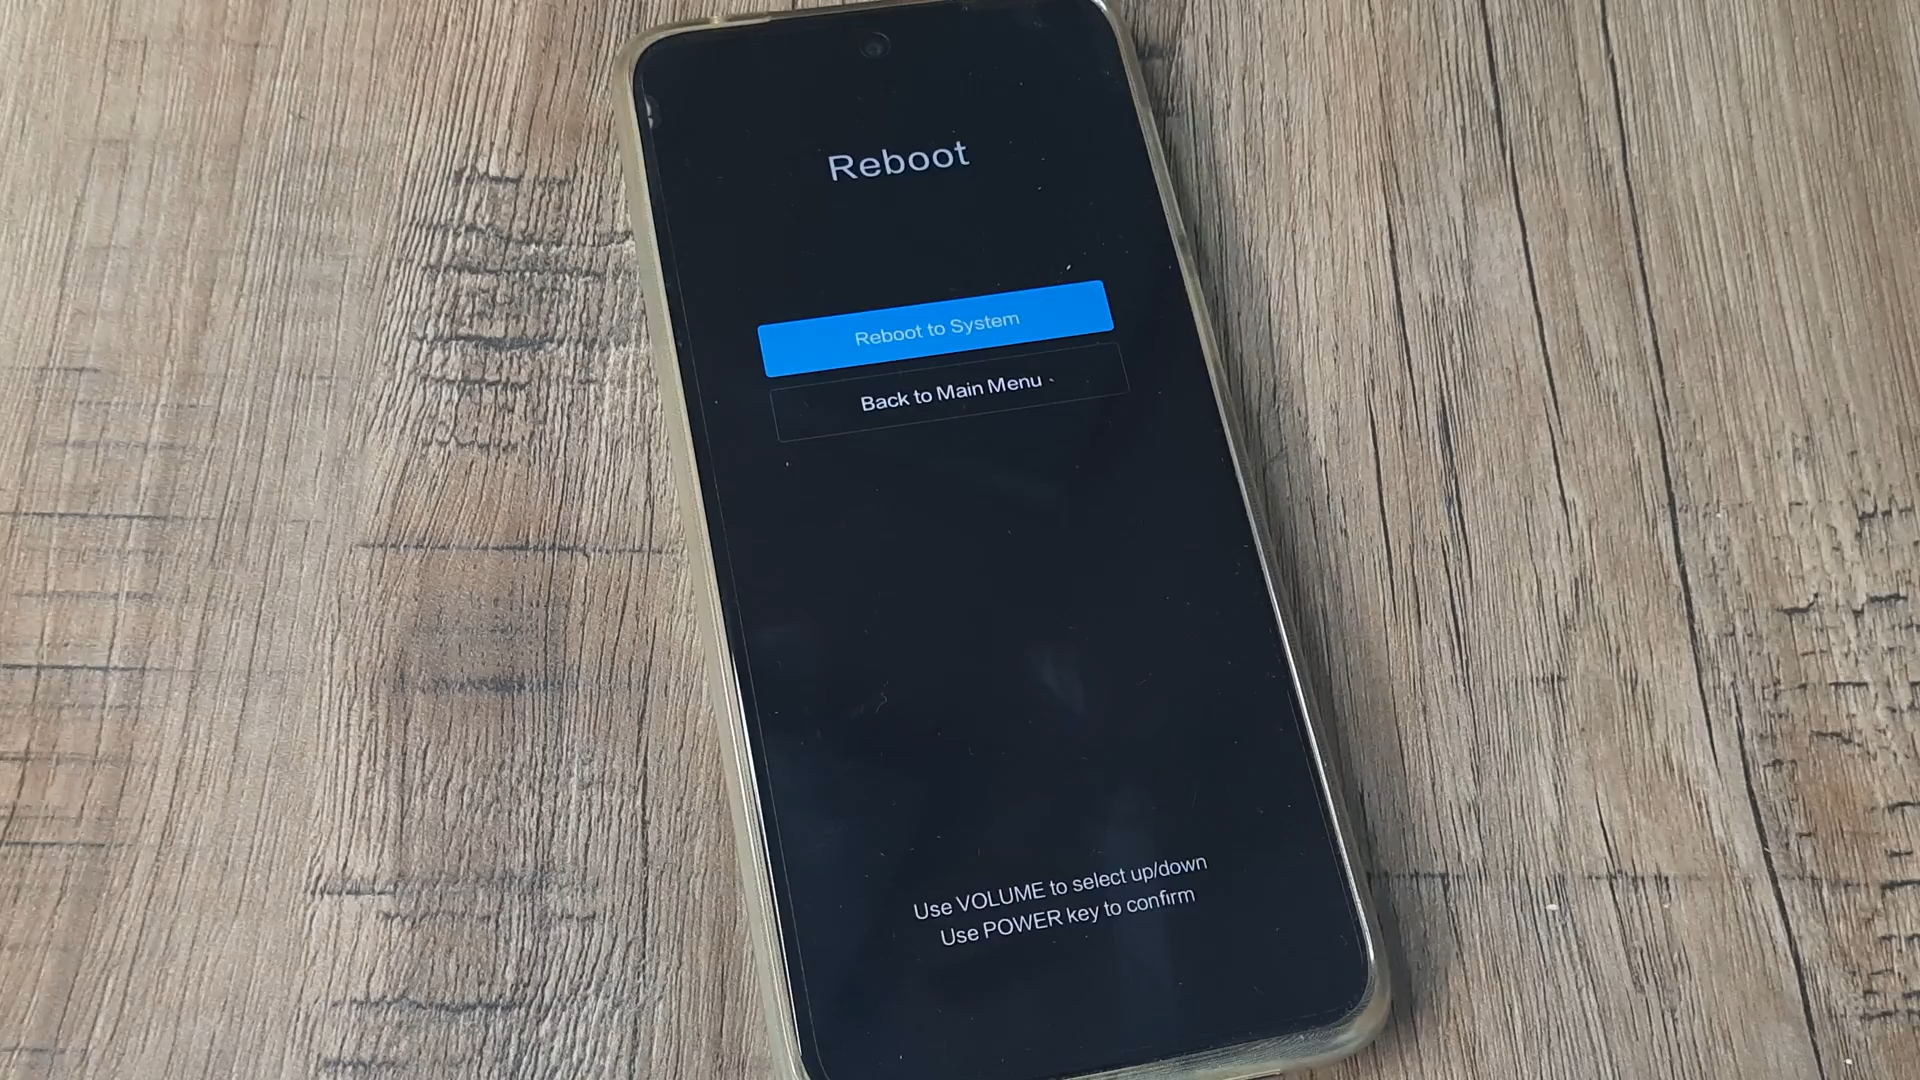 Reboot
Reboot to System
Back to Main Menu
Use VOLUME to select up/down
Use POWER key to confirm